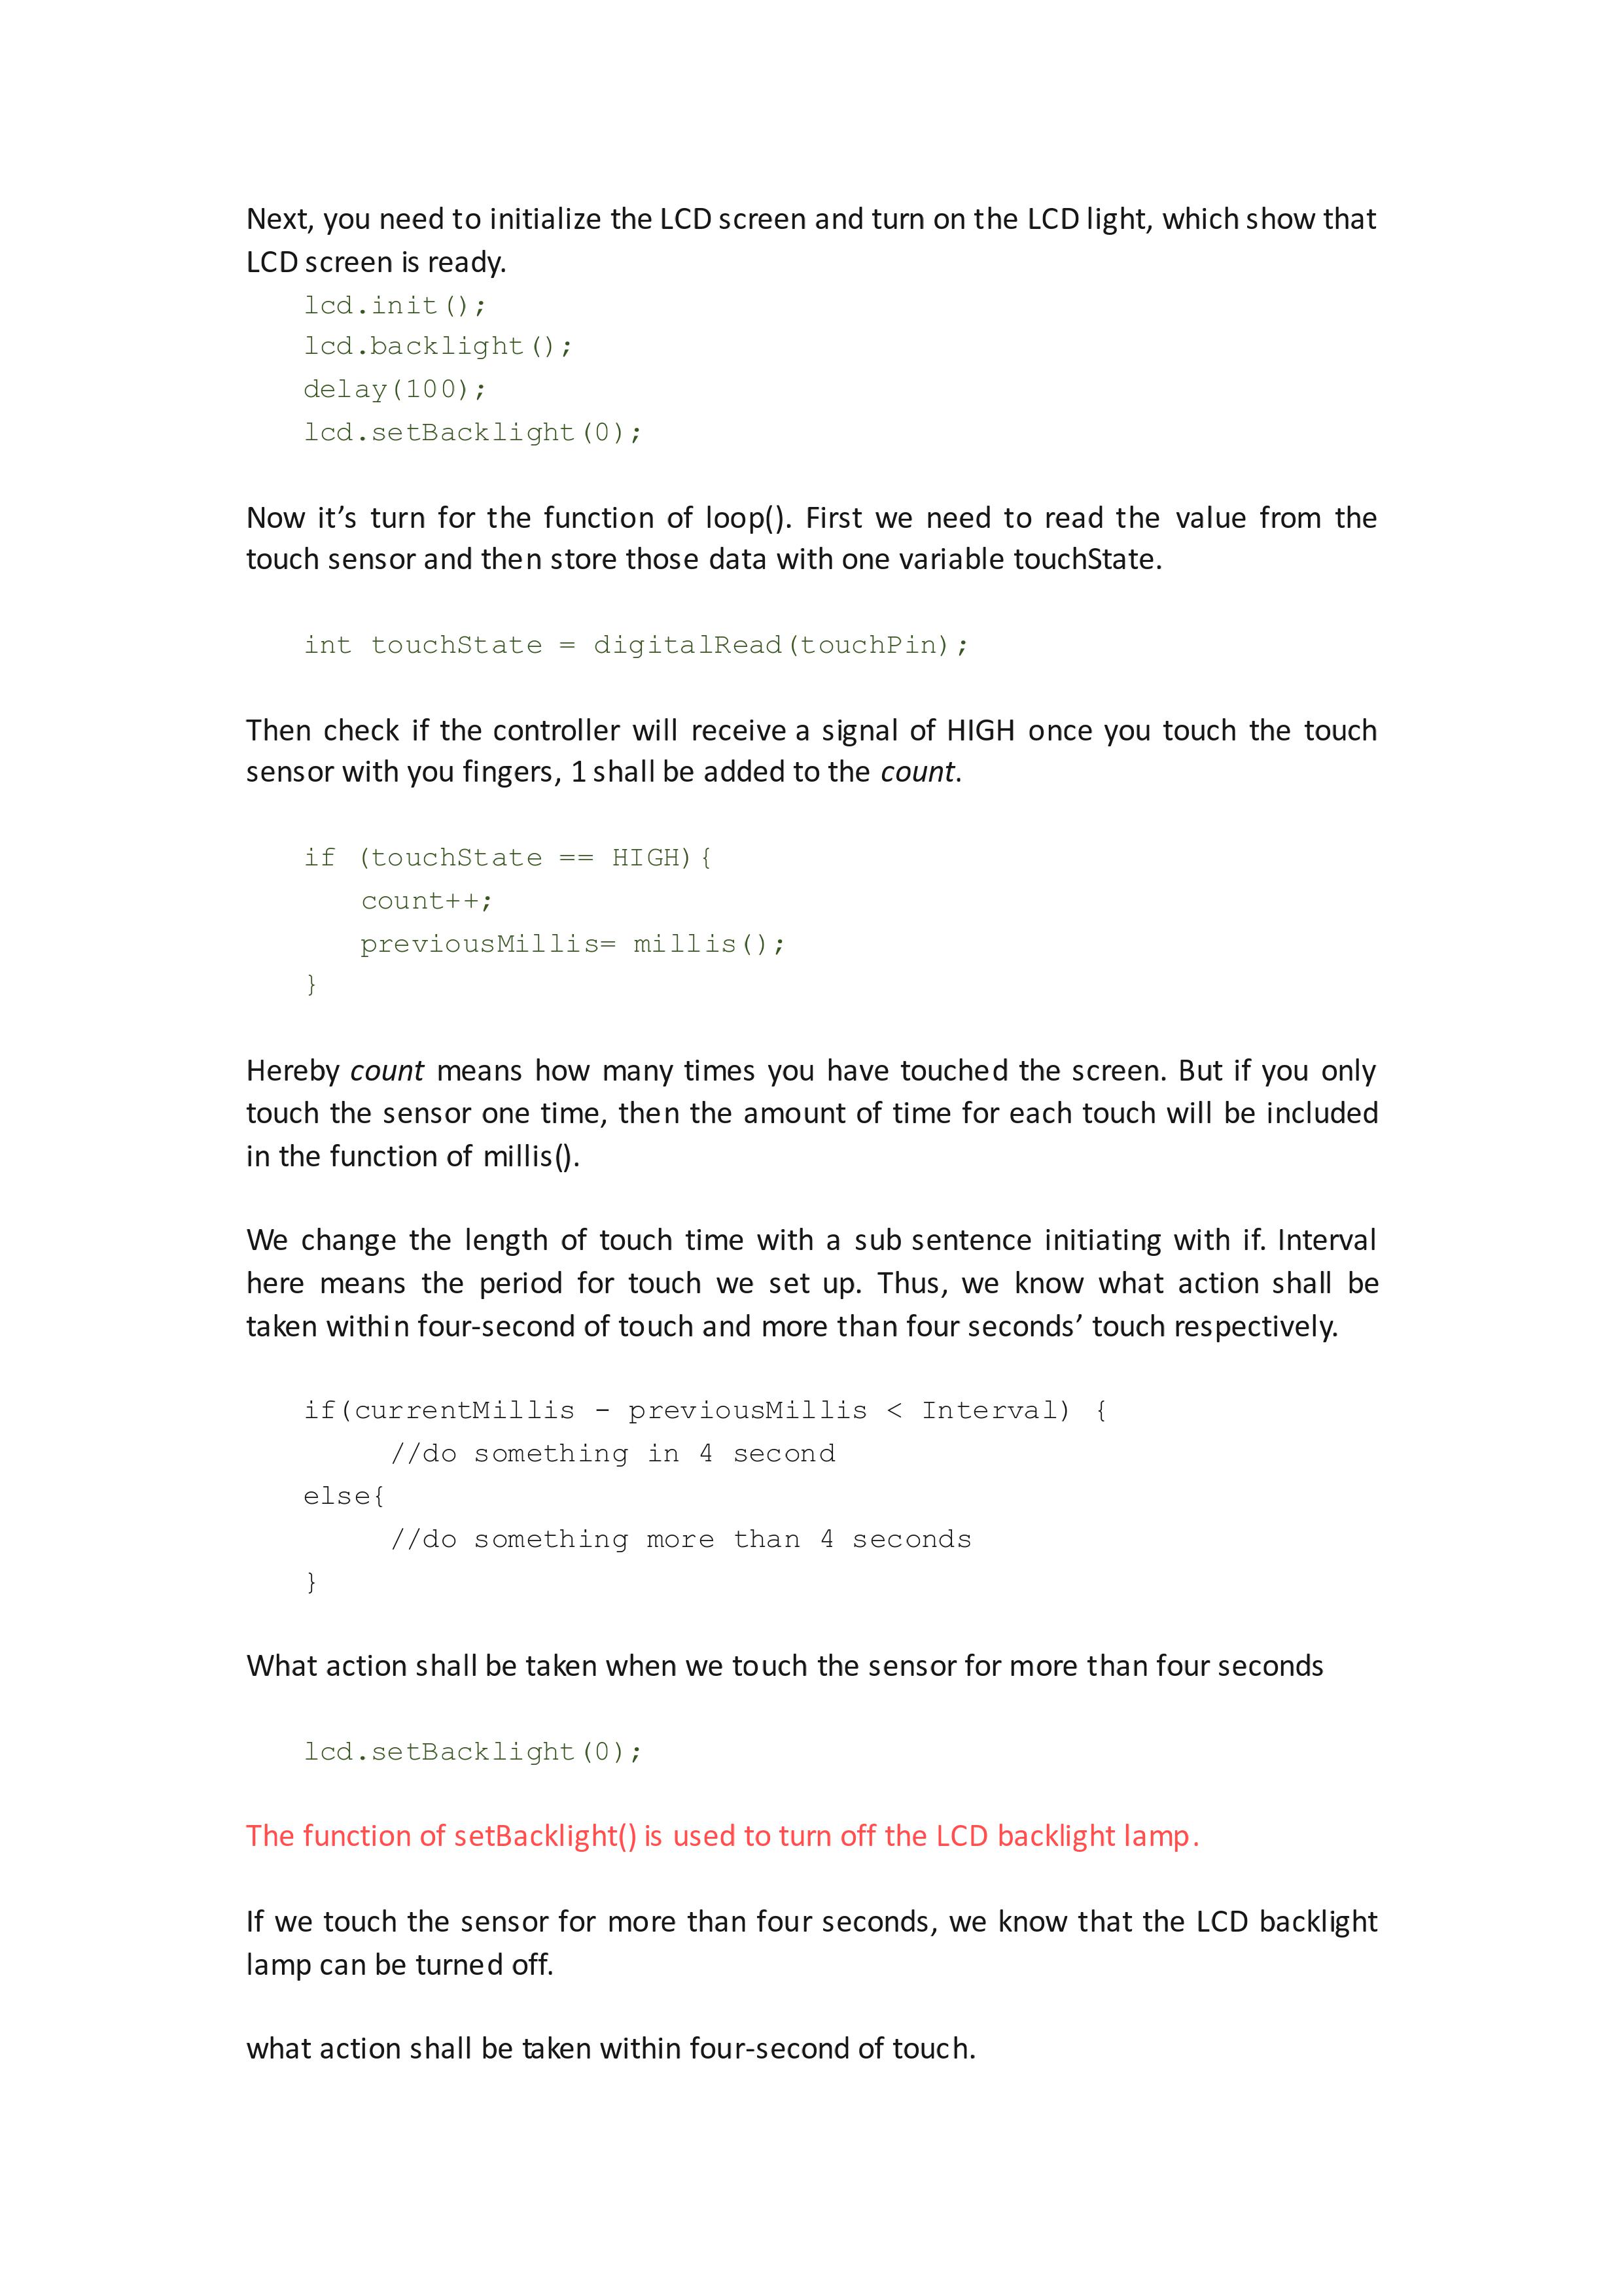 Next, you need to initialize the LCD screen and turn on the LCD light, which show that
LCD screen is ready.
lcd.init();
lcd.backlight();
delay(100);
lcd.setBacklight(0);
Now it’s turn for the function of loop(). First we need to read the value from the
touch sensor and then store those data with one variable touchState.
int touchState = digitalRead(touchPin);
Then check if the controller will receive a signal of HIGH once you touch the touch
sensor with you fingers, 1 shall be added to the count.
if (touchState == HIGH){
count++;
previousMillis= millis();
}
Hereby count means how many times you have touched the screen. But if you only
touch the sensor one time, then the amount of time for each touch will be included
in the function of millis().
We change the length of touch time with a sub sentence initiating with if. Interval
here means the period for touch we set up. Thus, we know what action shall be
taken within four-second of touch and more than four seconds’ touch respectively.
if(currentMillis - previousMillis < Interval) {
//do something in 4 second
else{
//do something more than 4 seconds
}
What action shall be taken when we touch the sensor for more than four seconds
lcd.setBacklight(0);
The function of setBacklight() is used to turn off the LCD backlight lamp.
If we touch the sensor for more than four seconds, we know that the LCD backlight
lamp can be turned off.
what action shall be taken within four-second of touch.